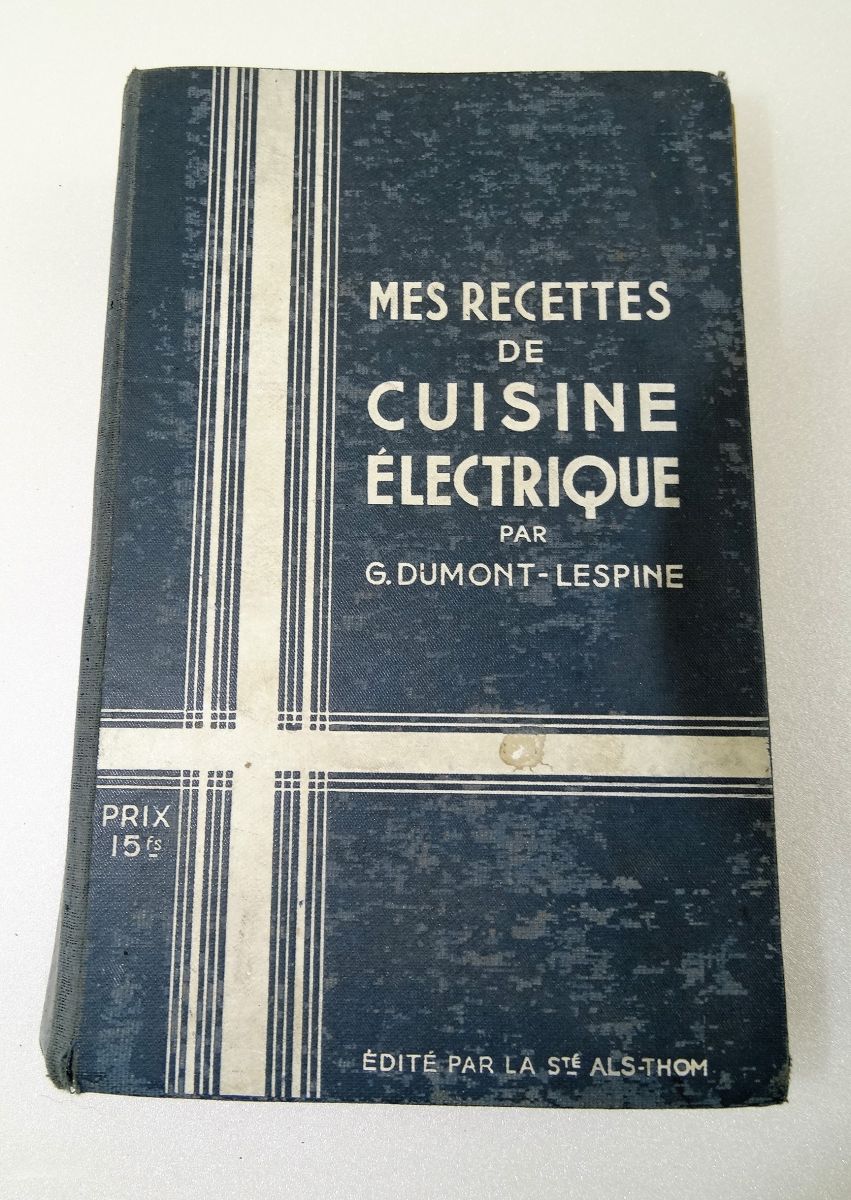 MES RECETTES
DE
CUISINE
ÉLECTRIQUE
PAR
G. DUMONT-LESPINE
PRIX
15 fs
ÉDITÉ PAR LA STÉ ALS-THOM